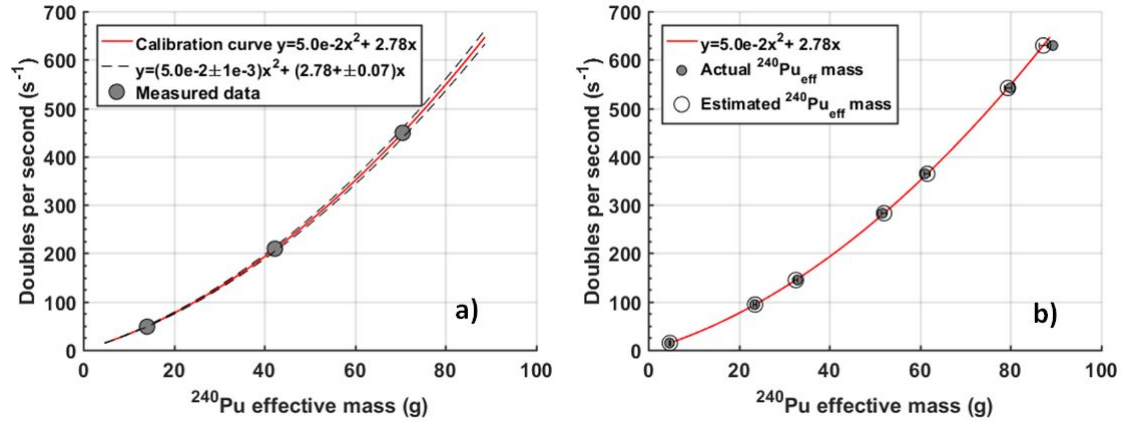 700
600
500
400
300
200
100
0
Doubles per second (s⁻¹)
Calibration curve y=5.0e-2x²+ 2.78x
y=(5.0e-2±1e-3)x²+ (2.78+±0.07)x
Measured data
a)
0 20 40 60 80 100
²⁴⁰Pu effective mass (g)
700
600
500
400
300
200
100
0
Doubles per second (s⁻¹)
y=5.0e-2x²+ 2.78x
Actual ²⁴⁰Pu_eff mass
Estimated ²⁴⁰Pu_eff mass
b)
0 20 40 60 80 100
²⁴⁰Pu effective mass (g)